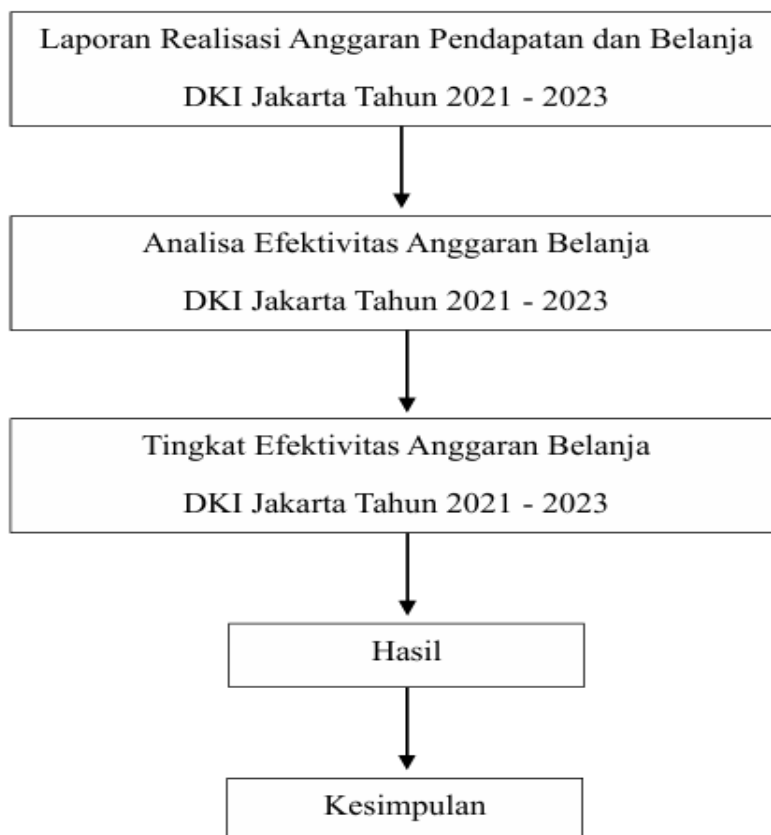 Laporan Realisasi Anggaran Pendapatan dan Belanja
DKI Jakarta Tahun 2021 - 2023
Analisa Efektivitas Anggaran Belanja
DKI Jakarta Tahun 2021 - 2023
Tingkat Efektivitas Anggaran Belanja
DKI Jakarta Tahun 2021 - 2023
Hasil
Kesimpulan